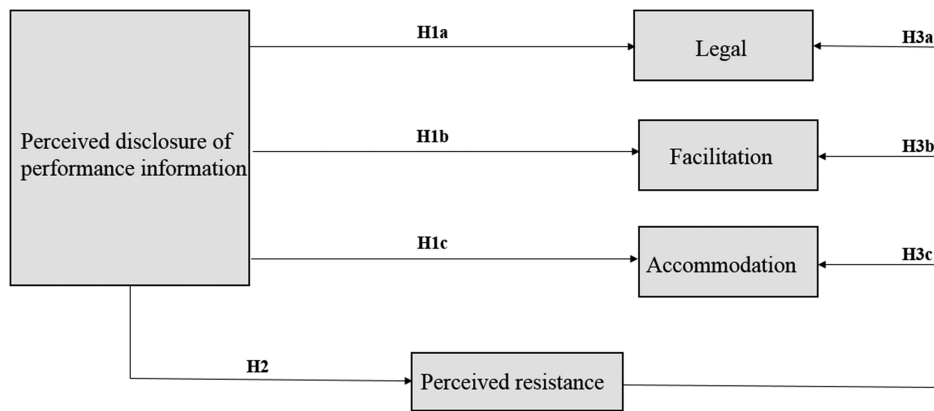 H1a
Legal
H3a
Perceived disclosure of
performance information
H1b
Facilitation
H3b
H1c
Accommodation
H3c
H2
Perceived resistance